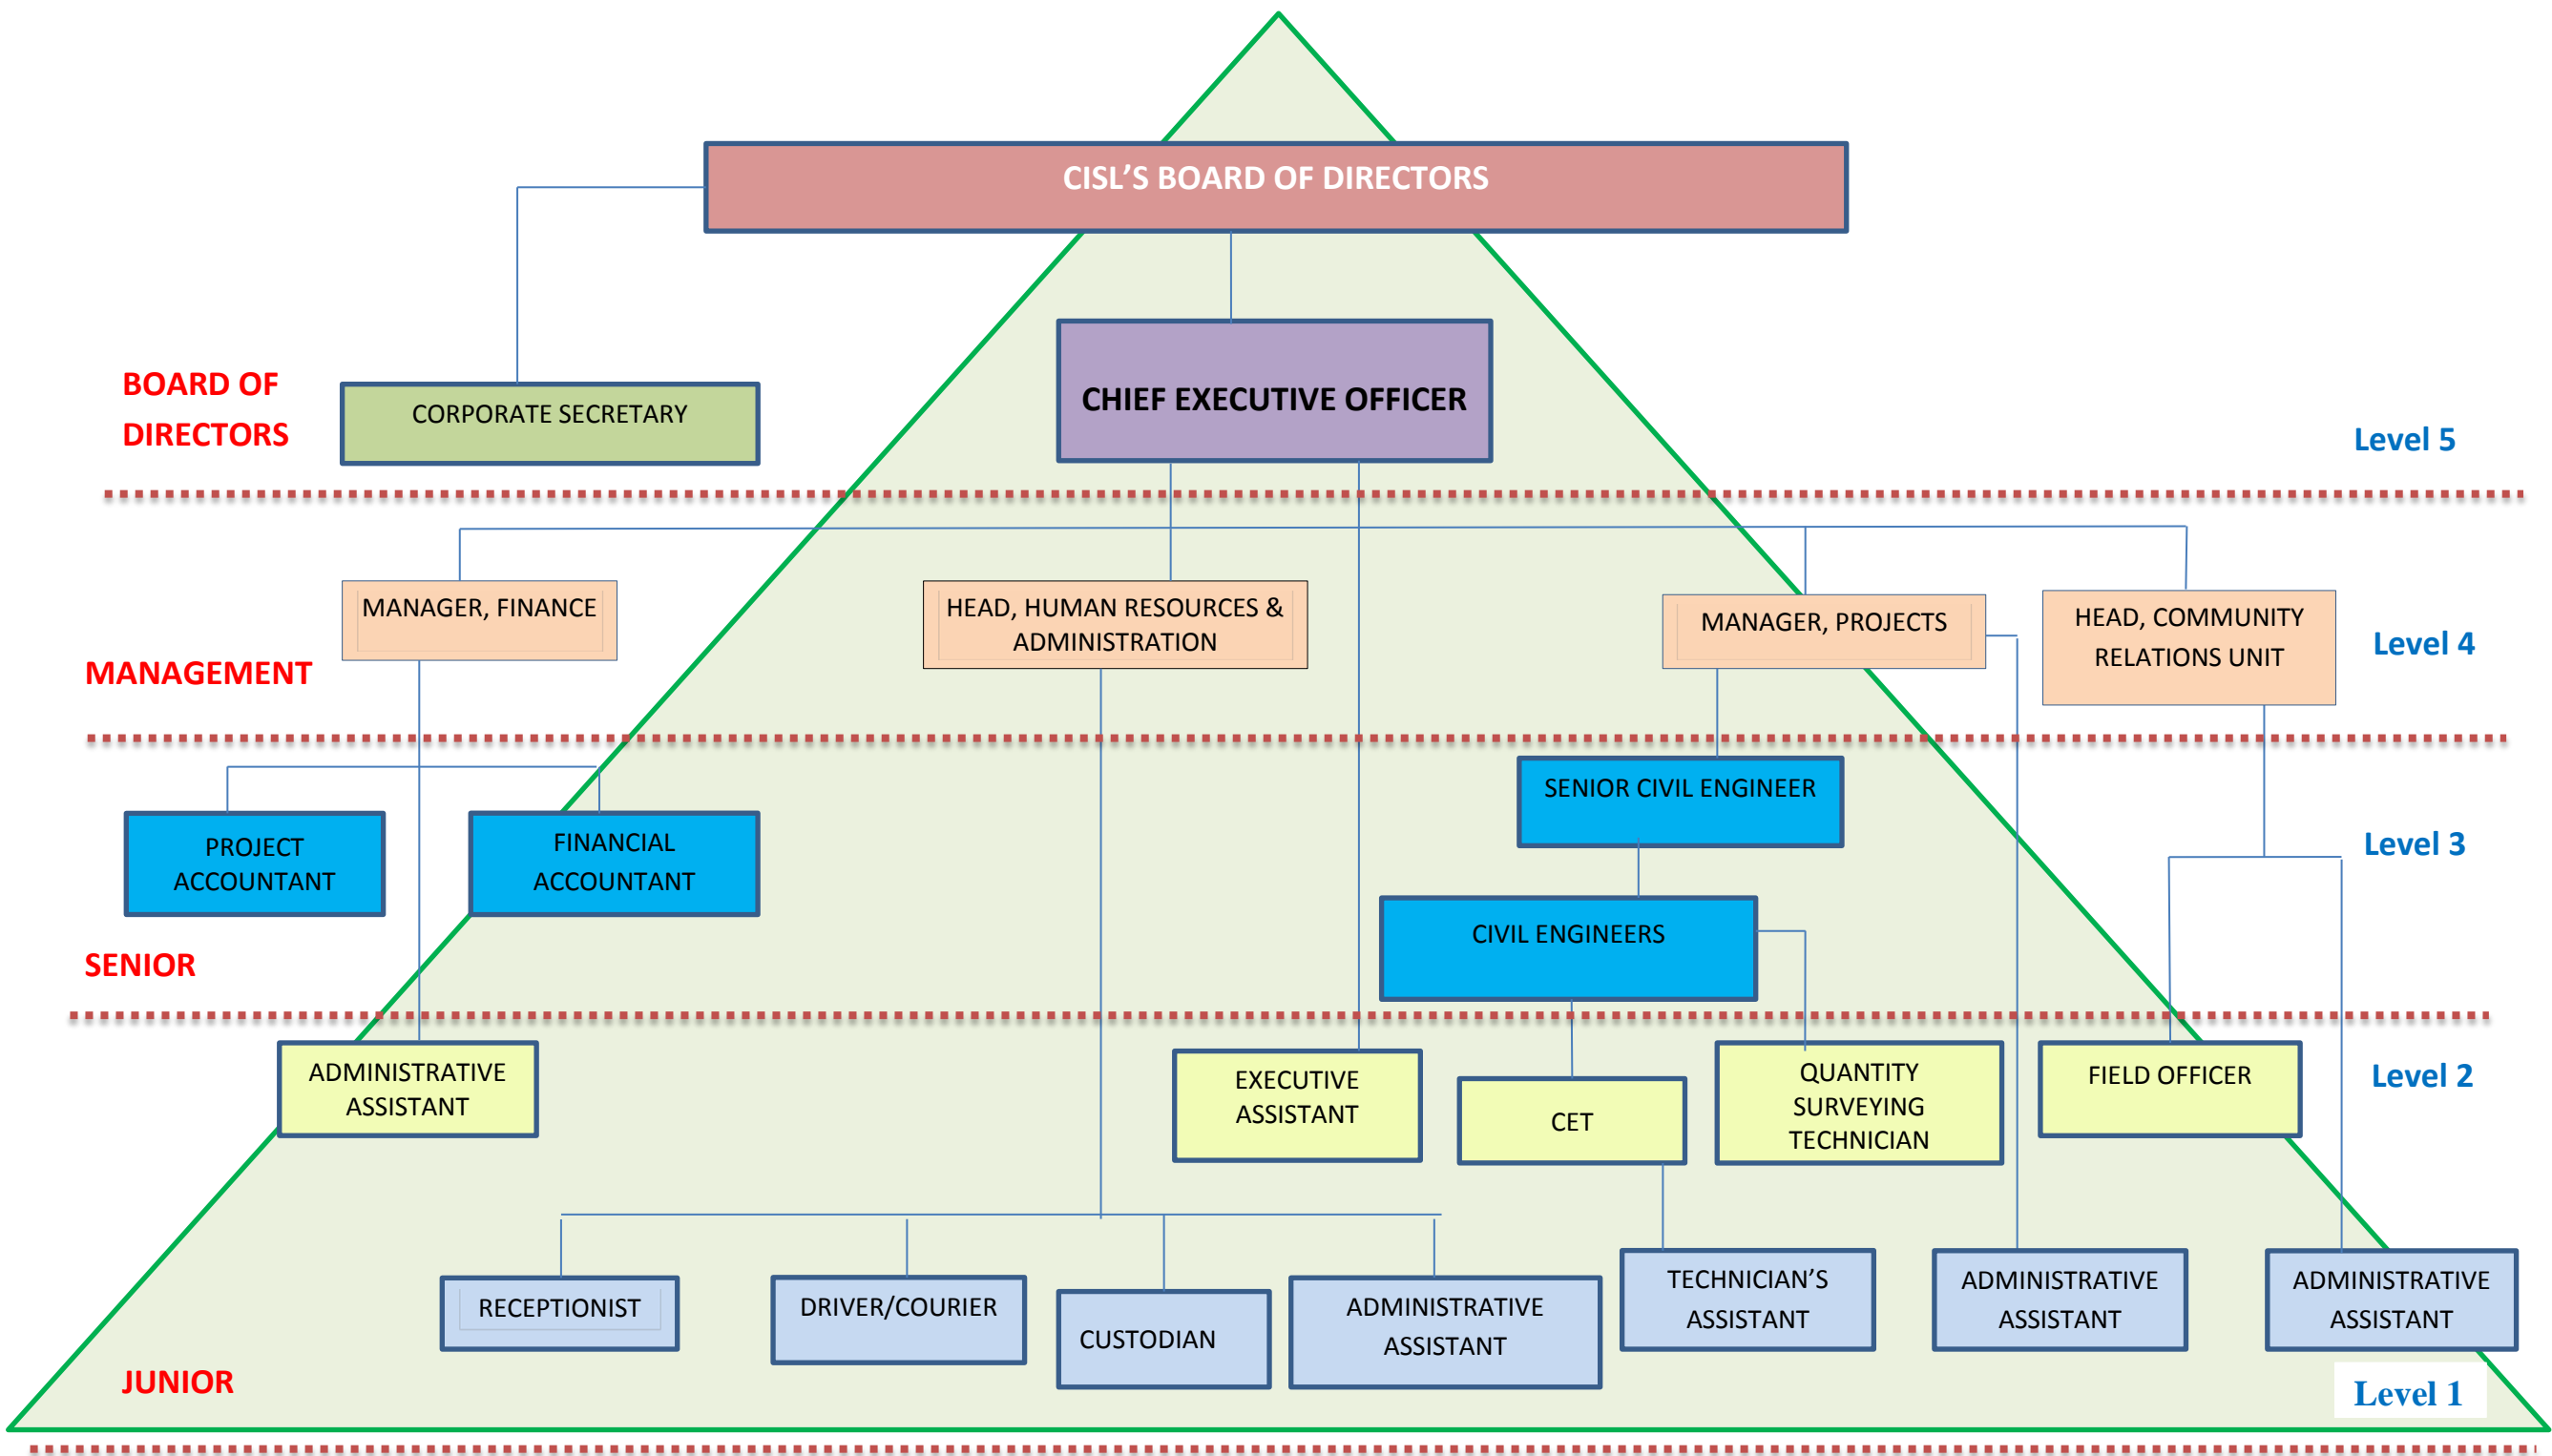 CISL’S BOARD OF DIRECTORS
BOARD OF
DIRECTORS
CORPORATE SECRETARY
CHIEF EXECUTIVE OFFICER
Level 5
MANAGER, FINANCE
HEAD, HUMAN RESOURCES &
ADMINISTRATION
MANAGER, PROJECTS
HEAD, COMMUNITY
RELATIONS UNIT
Level 4
MANAGEMENT
SENIOR CIVIL ENGINEER
PROJECT
ACCOUNTANT
FINANCIAL
ACCOUNTANT
Level 3
CIVIL ENGINEERS
SENIOR
ADMINISTRATIVE
ASSISTANT
EXECUTIVE
ASSISTANT
CET
QUANTITY
SURVEYING
TECHNICIAN
FIELD OFFICER
Level 2
RECEPTIONIST
DRIVER/COURIER
CUSTODIAN
ADMINISTRATIVE
ASSISTANT
TECHNICIAN’S
ASSISTANT
ADMINISTRATIVE
ASSISTANT
ADMINISTRATIVE
ASSISTANT
JUNIOR
Level 1